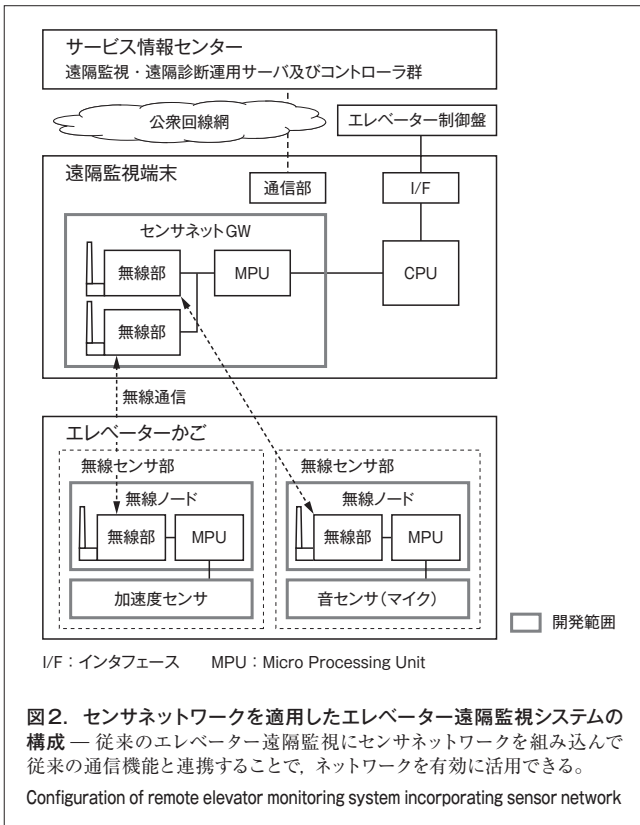 サービス情報センター
遠隔監視・遠隔診断運用サーバ及びコントローラ群
公衆回線網
エレベーター制御盤
遠隔監視端末
通信部
I/F
センサネットGW
無線部
MPU
CPU
無線部
無線通信
エレベーターかご
無線センサ部
無線センサ部
無線ノード
無線ノード
無線部
MPU
無線部
MPU
加速度センサ
音センサ(マイク)
開発範囲
I/F:インタフェース MPU:Micro Processing Unit
図2.センサネットワークを適用したエレベーター遠隔監視システムの
構成 — 従来のエレベーター遠隔監視にセンサネットワークを組み込んで
従来の通信機能と連携することで,ネットワークを有効に活用できる。
Configuration of remote elevator monitoring system incorporating sensor network